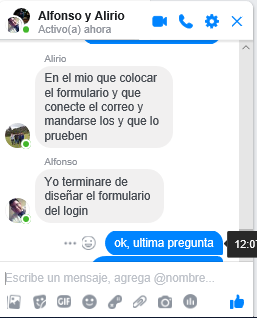 Alfonso y Alirio
Activo(a) ahora
Alirio
En el mio que colocar
el formulario y que
conecte el correo y
mandarse los y que lo
prueben
Alfonso
Yo terminare de
diseñar el formulario
del login
ok, ultima pregunta
Escribe un mensaje, agrega @nombre...
GIF